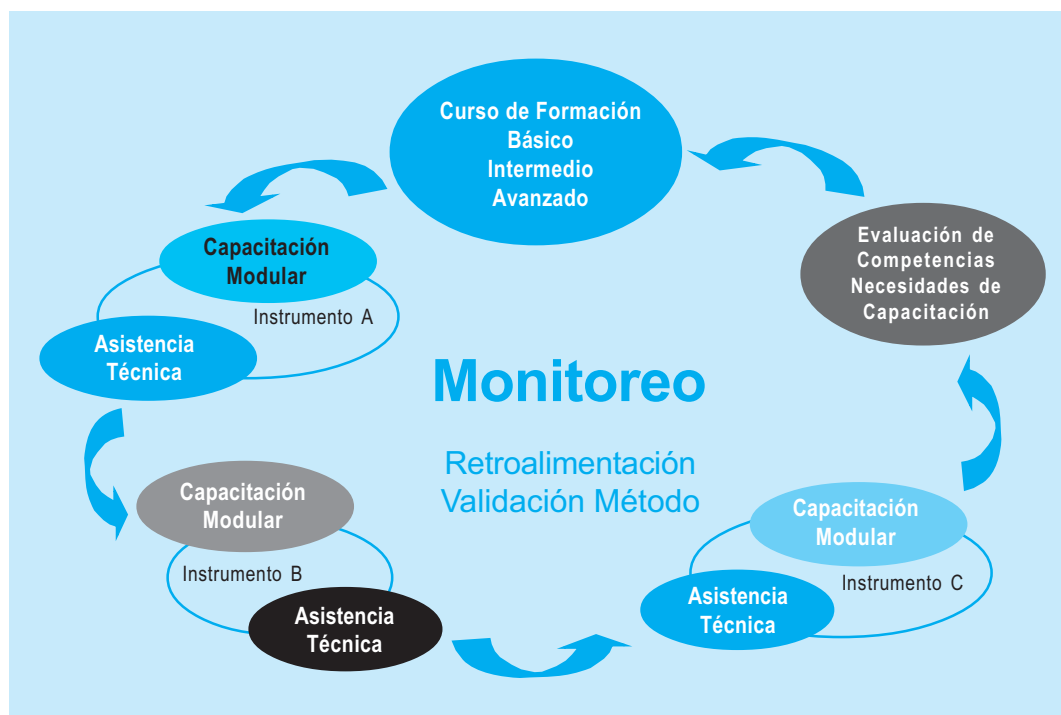 Curso de Formación
Básico
Intermedio
Avanzado
Evaluación de
Competencias
Necesidades de
Capacitación
Capacitación
Modular
Instrumento A
Asistencia
Técnica
Monitoreo
Retroalimentación
Validación Método
Capacitación
Modular
Instrumento B
Asistencia
Técnica
Capacitación
Modular
Instrumento C
Asistencia
Técnica